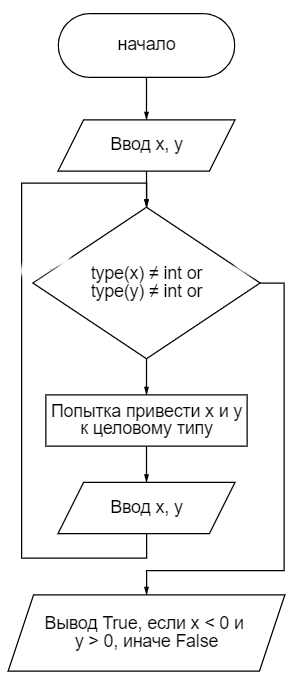 начало
Ввод x, y
type(x) ≠ int or
type(y) ≠ int or
Попытка привести x и y
к целовому типу
Ввод x, y
Вывод True, если x < 0 и
y > 0, иначе False